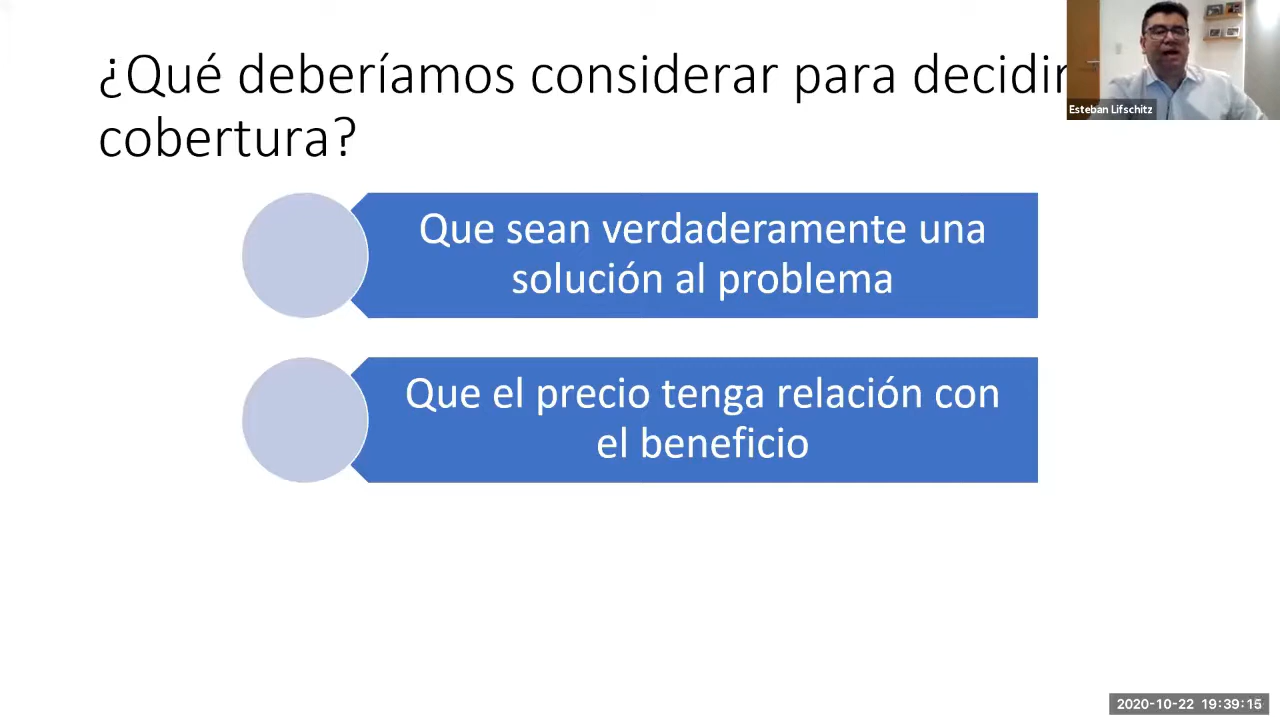 ¿Qué deberíamos considerar para decidir
cobertura?
Esteban Lifschitz
Que sean verdaderamente una
solución al problema
Que el precio tenga relación con
el beneficio
2020-10-22 19:39:15